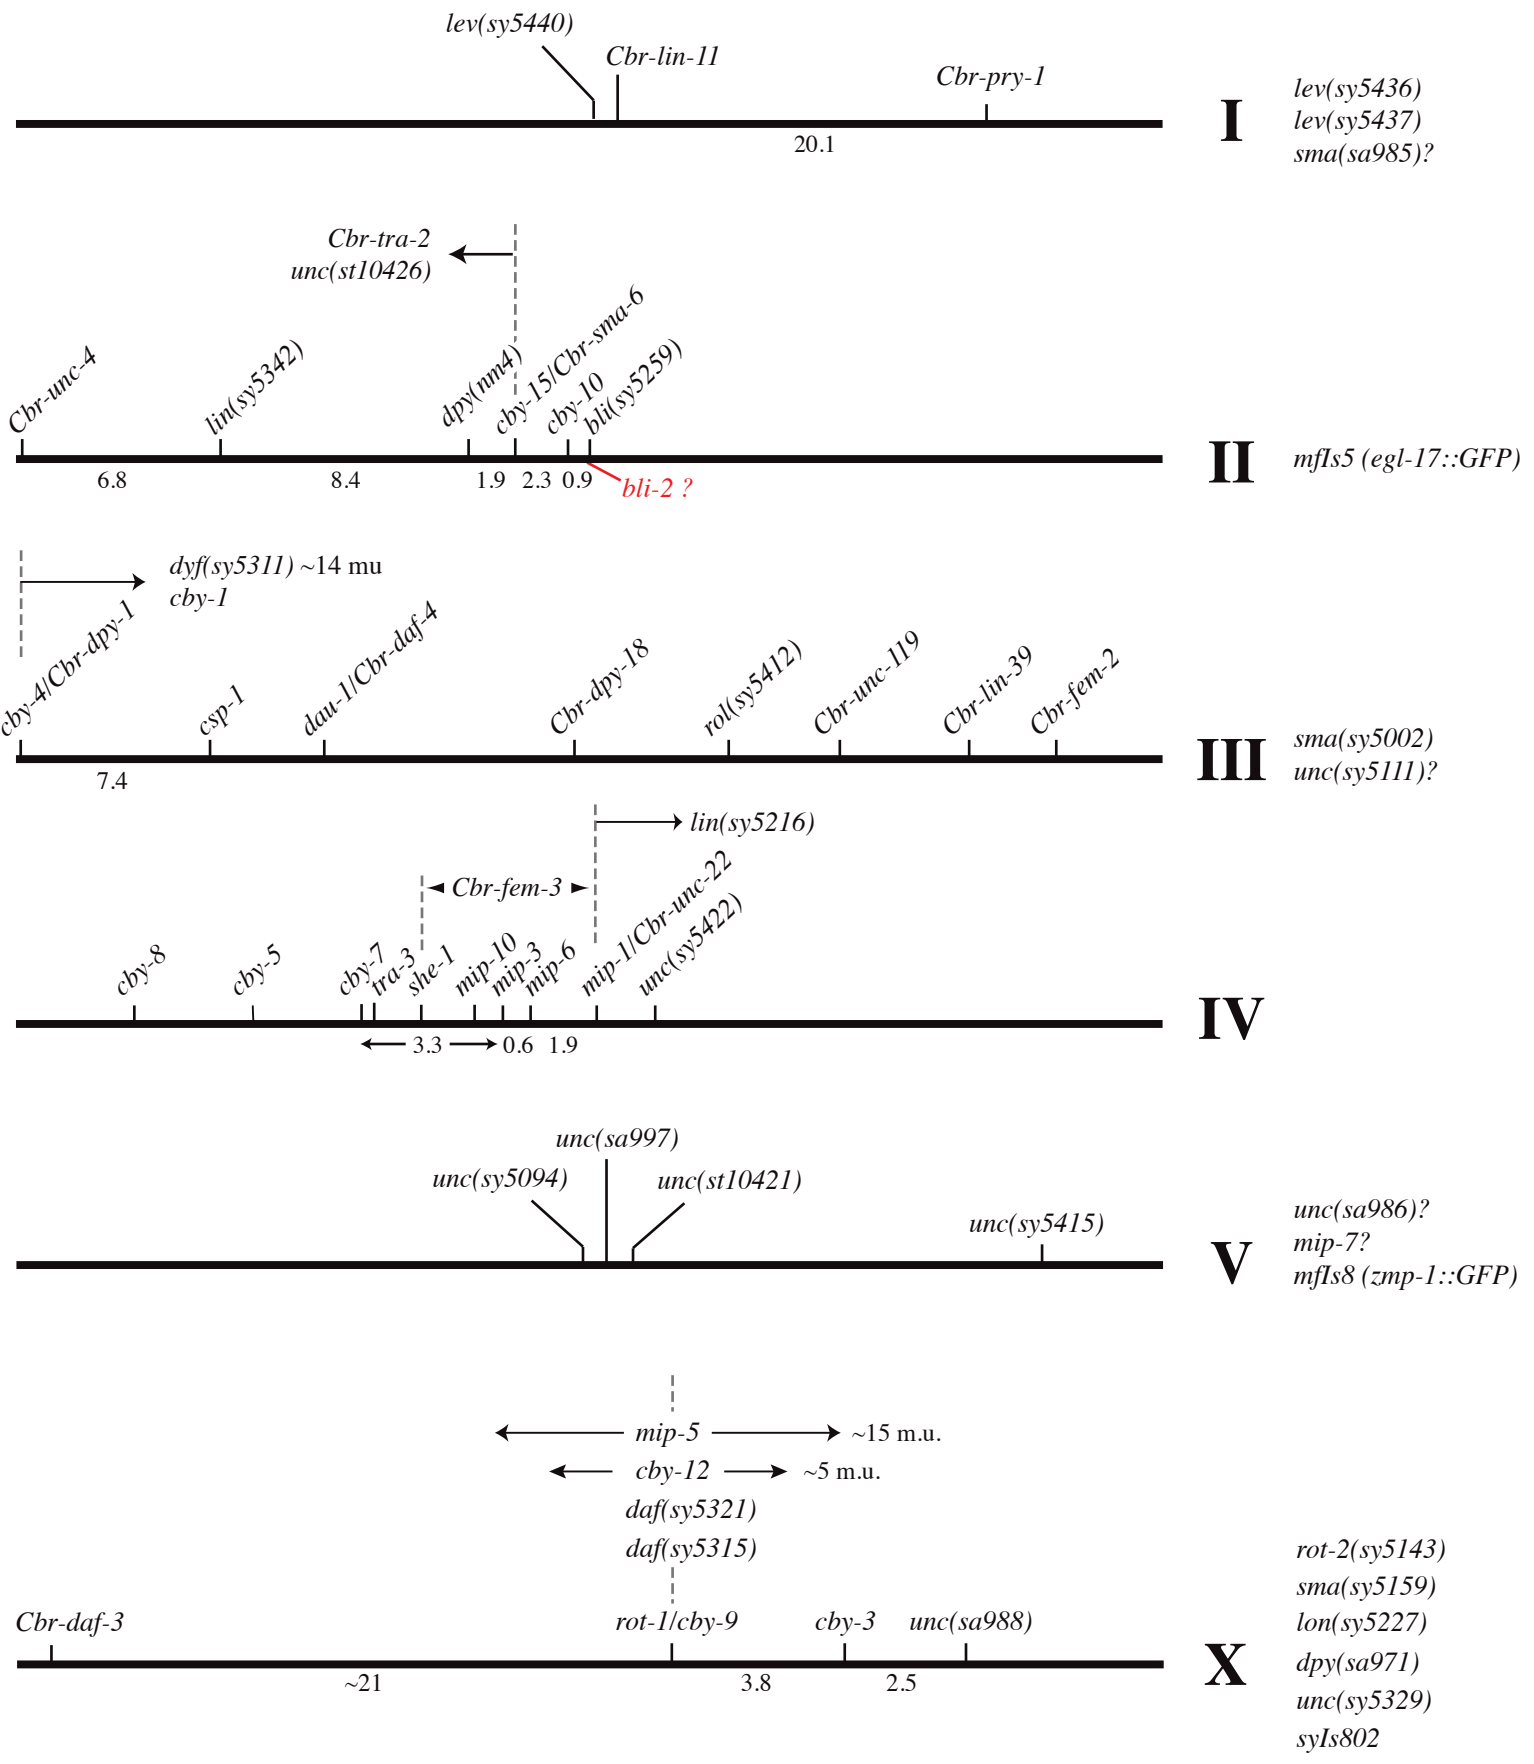 lev(sy5440)
Cbr-lin-11
Cbr-pry-1
20.1
I
lev(sy5436)
lev(sy5437)
sma(sa985)?
Cbr-tra-2
unc(st10426)
Cbr-unc-4
lin(sy5342)
dpy(nm4)
cby-15/Cbr-sma-6
cby-10
bli(sy5259)
6.8
8.4
1.9
2.3
0.9
bli-2 ?
II
mfIs5 (egl-17::GFP)
dyf(sy5311) ~14 mu
cby-1
cby-4/Cbr-dpy-1
csp-1
dau-1/Cbr-daf-4
Cbr-dpy-18
rol(sy5412)
Cbr-unc-119
Cbr-lin-39
Cbr-fem-2
7.4
III
sma(sy5002)
unc(sy5111)?
lin(sy5216)
Cbr-fem-3
cby-8
cby-5
cby-7
tra-3
she-1
mip-10
mip-3
mip-6
mip-1/Cbr-unc-22
unc(sy5422)
3.3
0.6
1.9
IV
unc(sa997)
unc(sy5094)
unc(st10421)
unc(sy5415)
V
unc(sa986)?
mip-7?
mfIs8 (zmp-1::GFP)
mip-5
~15 m.u.
cby-12
~5 m.u.
daf(sy5321)
daf(sy5315)
Cbr-daf-3
rot-1/cby-9
cby-3
unc(sa988)
~21
3.8
2.5
X
rot-2(sy5143)
sma(sy5159)
lon(sy5227)
dpy(sa971)
unc(sy5329)
syIs802